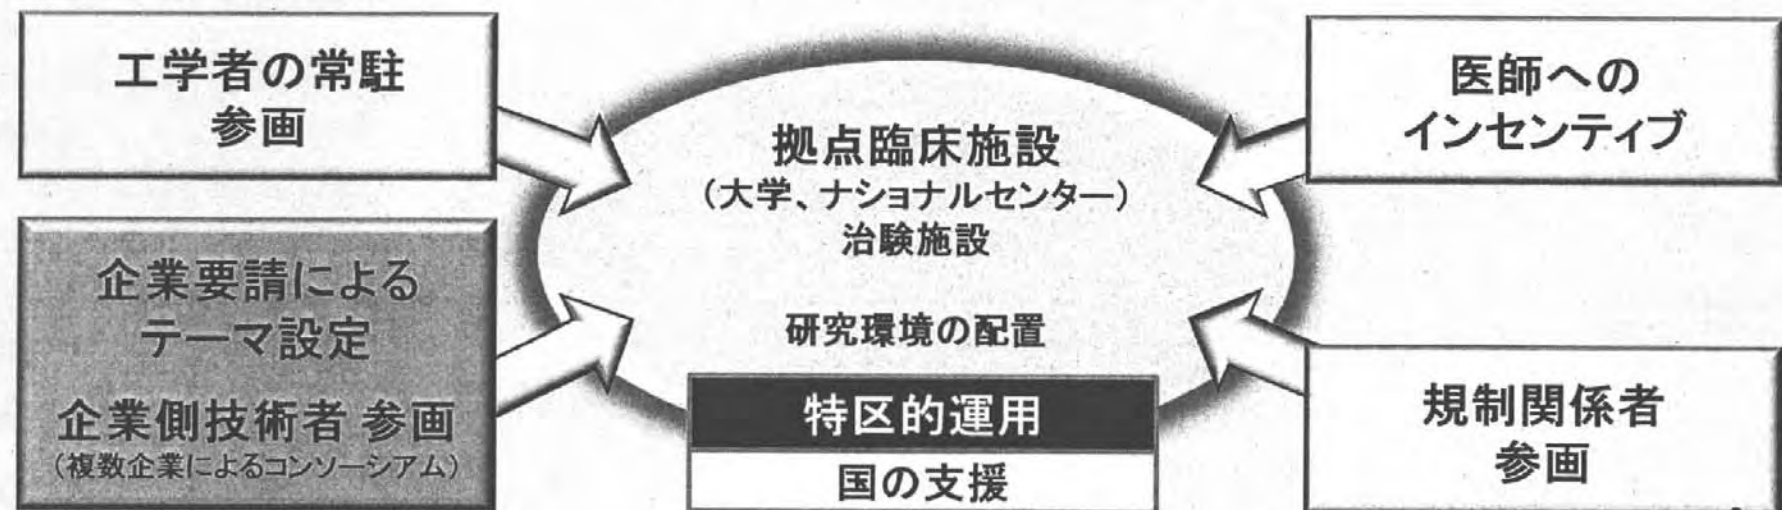 工学者の常駐
参画
企業要請による
テーマ設定
企業側技術者 参画
（複数企業によるコンソーシアム）
拠点臨床施設
（大学、ナショナルセンター）
治験施設
研究環境の配置
特区的運用
国の支援
医師への
インセンティブ
規制関係者
参画